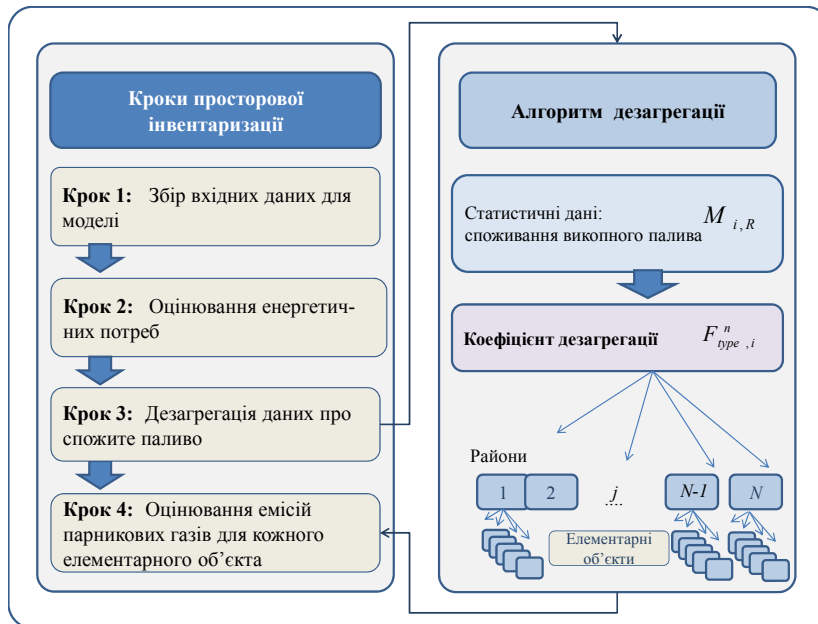 Кроки просторової
інвентаризації
Крок 1: Збір вхідних даних для
моделі
Крок 2: Оцінювання енергетич-
них потреб
Крок 3: Дезагрегація даних про
спожите паливо
Крок 4: Оцінювання емісій
парникових газів для кожного
елементарного об’єкта
Алгоритм дезагрегації
Статистичні дані:
споживання викопного палива M i, R
Коефіцієнт дезагрегації F n type , i
Райони
1 2 j N-1 N
...
Елементарні
об’єкти